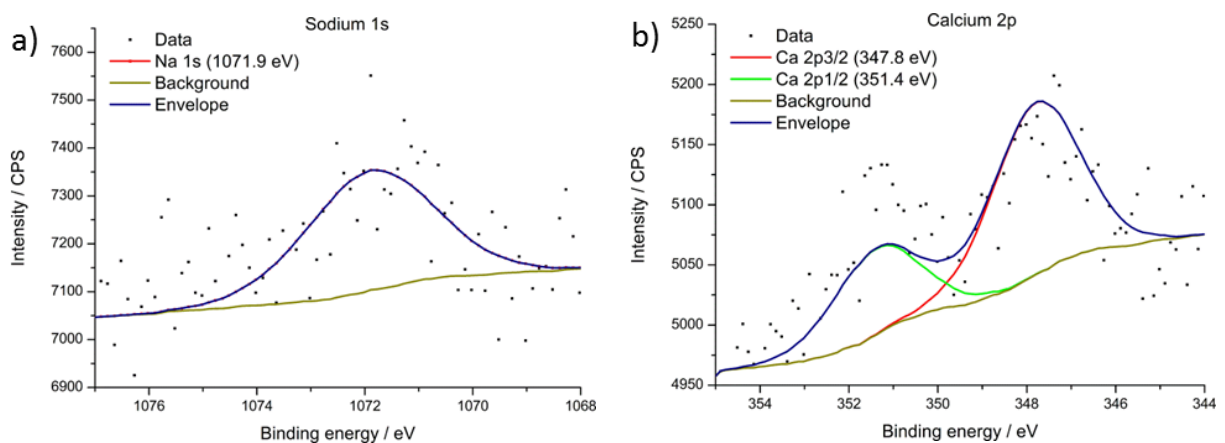 a)
Sodium 1s
Data
Na 1s (1071.9 eV)
Background
Envelope
7650
7600
7500
7400
7300
7200
7100
7000
6900
Intensity / CPS
1076
1074
1072
1070
1068
Binding energy / eV
b)
Calcium 2p
Data
Ca 2p3/2 (347.8 eV)
Ca 2p1/2 (351.4 eV)
Background
Envelope
5250
5200
5150
5100
5050
5000
4950
Intensity / CPS
354
352
350
348
346
344
Binding energy / eV